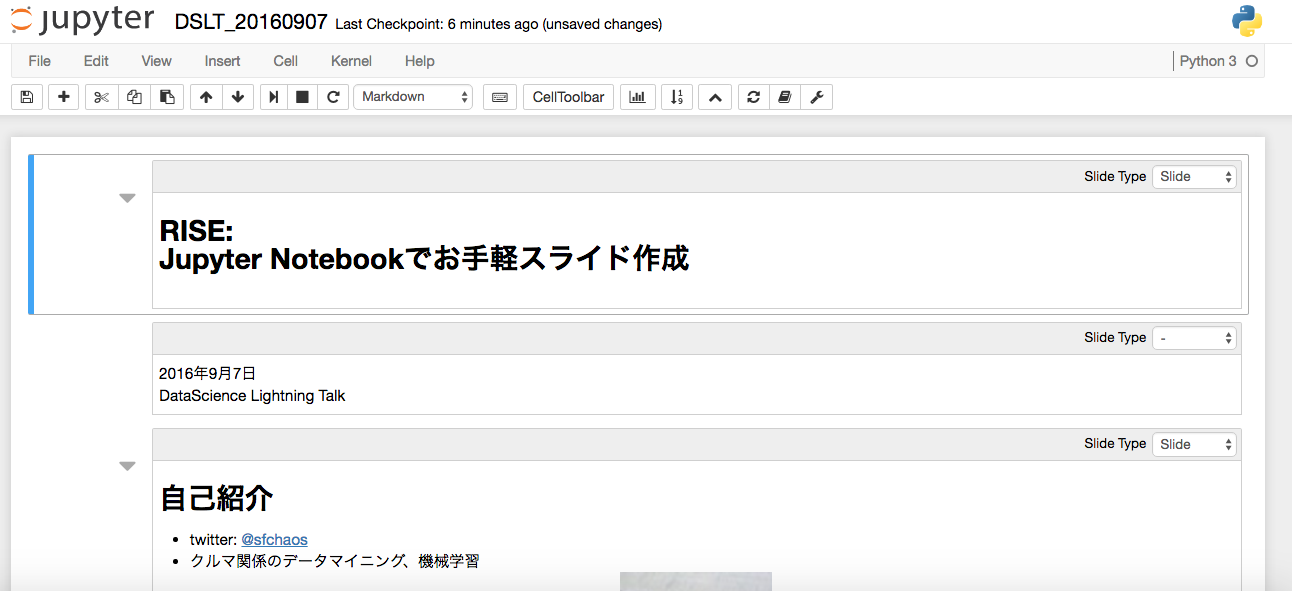 jupyter DSLT_20160907 Last Checkpoint: 6 minutes ago (unsaved changes)
File Edit View Insert Cell Kernel Help Python 3
Markdown CellToolbar
Slide Type Slide
RISE:
Jupyter Notebookでお手軽スライド作成
Slide Type -
2016年9月7日
DataScience Lightning Talk
Slide Type Slide
自己紹介
• twitter: @sfchaos
• クルマ関係のデータマイニング、機械学習